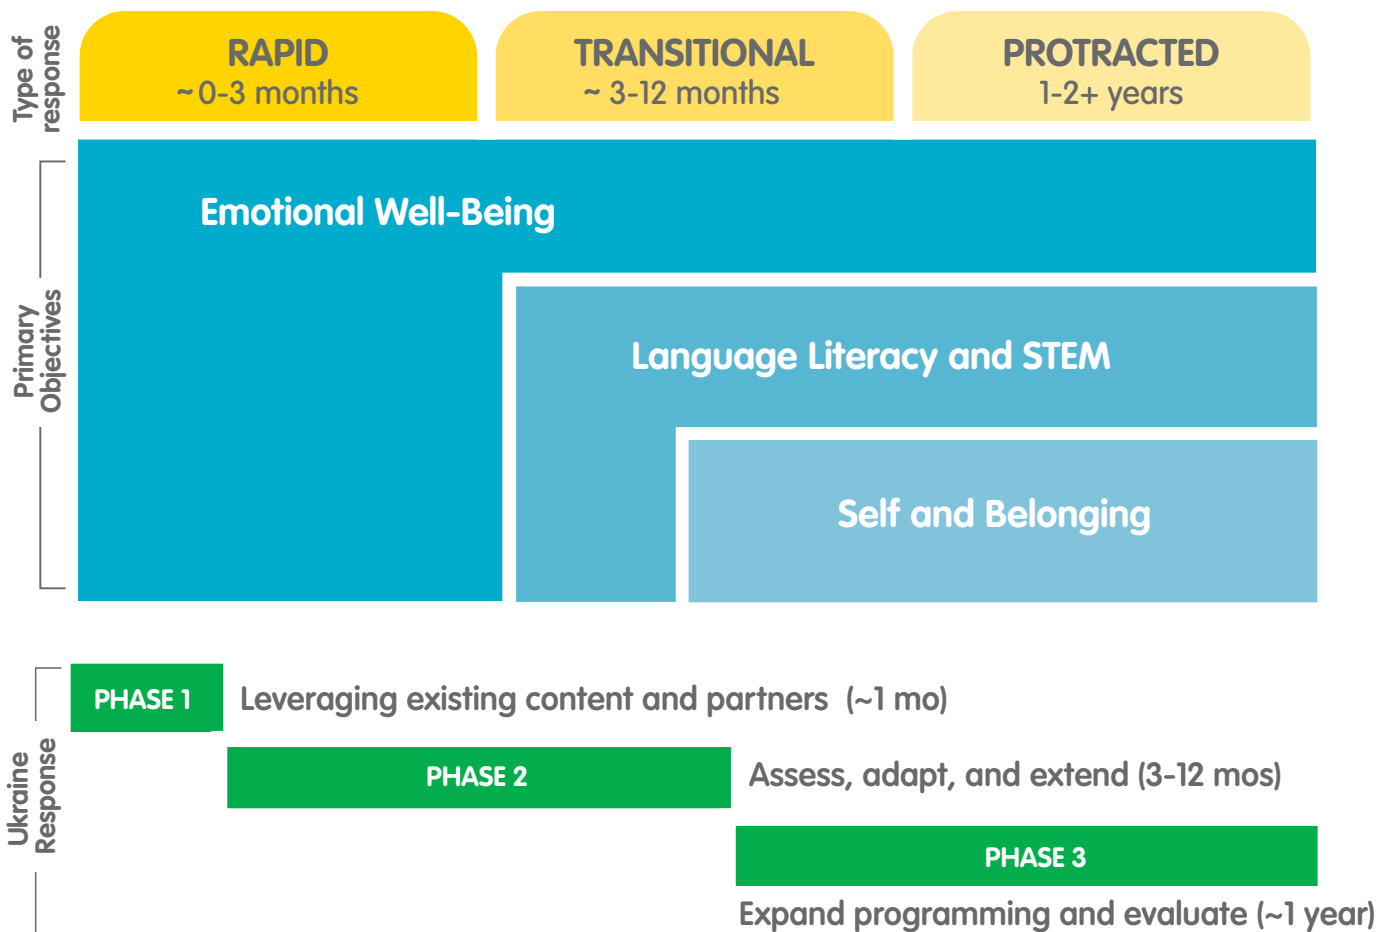 Type of
response
RAPID
~0-3 months
TRANSITIONAL
~ 3-12 months
PROTRACTED
1-2+ years
Primary
Objectives
Emotional Well-Being
Language Literacy and STEM
Self and Belonging
Ukraine
Response
PHASE 1
Leveraging existing content and partners (~1 mo)
PHASE 2
Assess, adapt, and extend (3-12 mos)
PHASE 3
Expand programming and evaluate (~1 year)